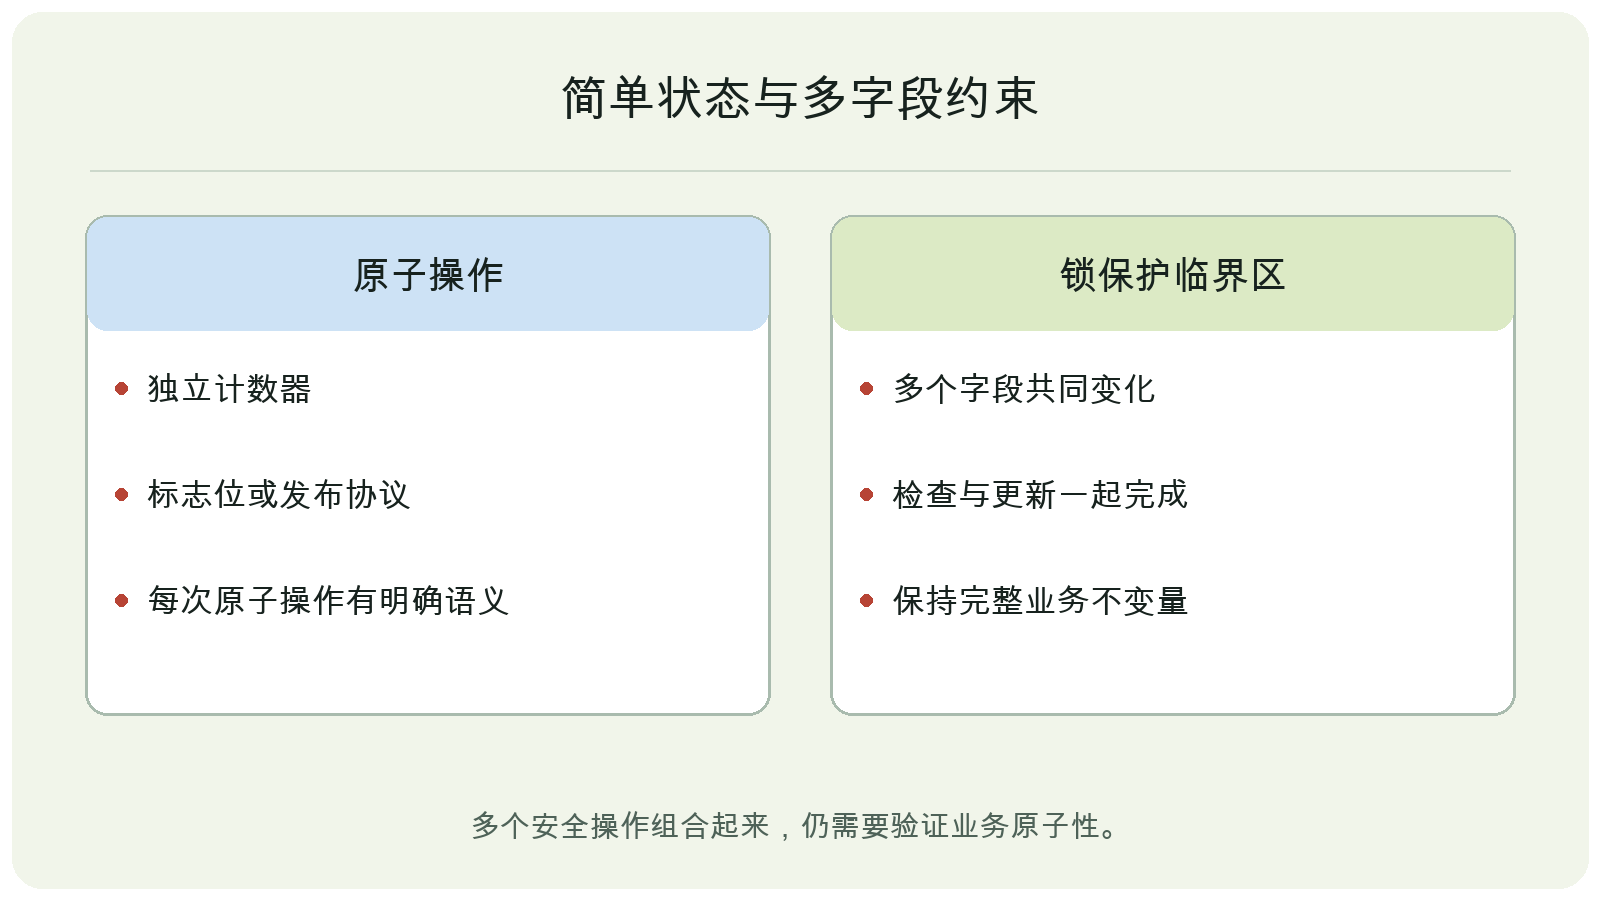 简单状态与多字段约束
原子操作
独立计数器
标志位或发布协议
每次原子操作有明确语义
锁保护临界区
多个字段共同变化
检查与更新一起完成
保持完整业务不变量
多个安全操作组合起来，仍需要验证业务原子性。